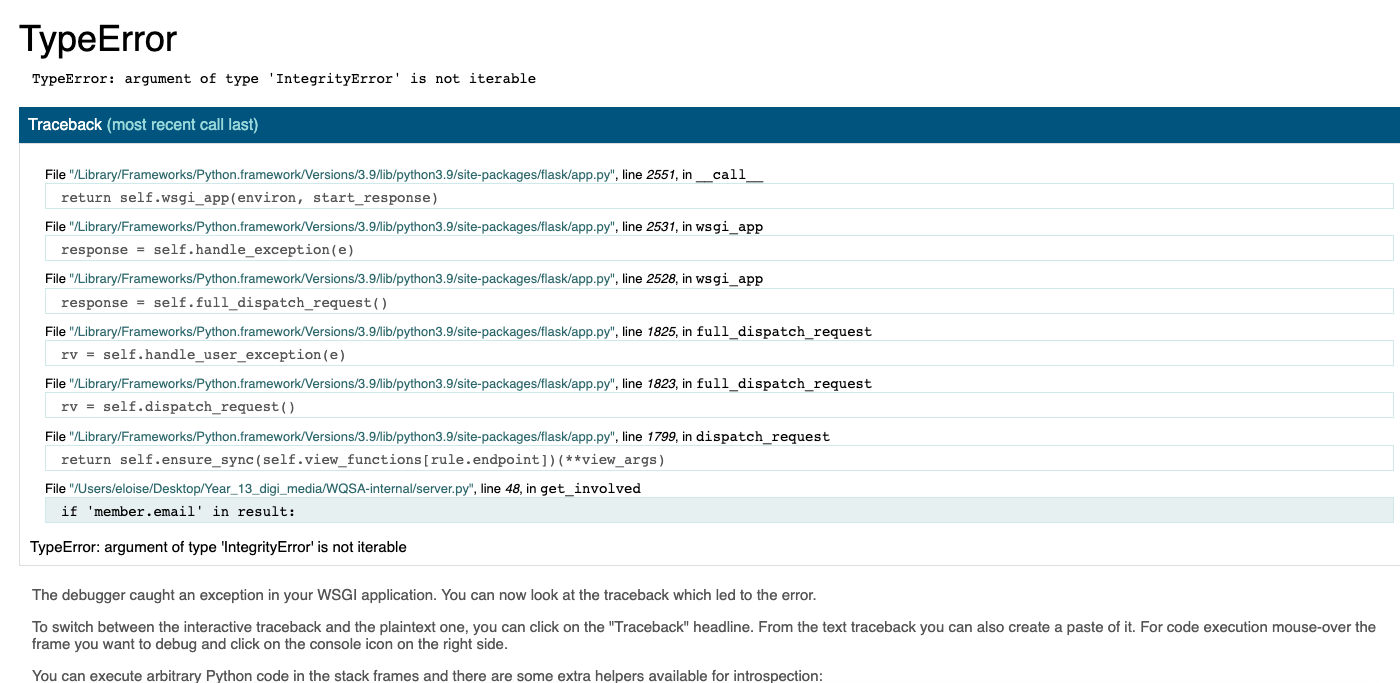 TypeError
TypeError: argument of type 'IntegrityError' is not iterable
Traceback (most recent call last)
File "/Library/Frameworks/Python.framework/Versions/3.9/lib/python3.9/site-packages/flask/app.py", line 2551, in __call__
return self.wsgi_app(environ, start_response)
File "/Library/Frameworks/Python.framework/Versions/3.9/lib/python3.9/site-packages/flask/app.py", line 2531, in wsgi_app
response = self.handle_exception(e)
File "/Library/Frameworks/Python.framework/Versions/3.9/lib/python3.9/site-packages/flask/app.py", line 2528, in wsgi_app
response = self.full_dispatch_request()
File "/Library/Frameworks/Python.framework/Versions/3.9/lib/python3.9/site-packages/flask/app.py", line 1825, in full_dispatch_request
rv = self.handle_user_exception(e)
File "/Library/Frameworks/Python.framework/Versions/3.9/lib/python3.9/site-packages/flask/app.py", line 1823, in full_dispatch_request
rv = self.dispatch_request()
File "/Library/Frameworks/Python.framework/Versions/3.9/lib/python3.9/site-packages/flask/app.py", line 1799, in dispatch_request
return self.ensure_sync(self.view_functions[rule.endpoint])(**view_args)
File "/Users/eloise/Desktop/Year_13_digi_media/WQSA-internal/server.py", line 48, in get_involved
if 'member.email' in result:
TypeError: argument of type 'IntegrityError' is not iterable
The debugger caught an exception in your WSGI application. You can now look at the traceback which led to the error.
To switch between the interactive traceback and the plaintext one, you can click on the "Traceback" headline. From the text traceback you can also create a paste of it. For code execution mouse-over the
frame you want to debug and click on the console icon on the right side.
You can execute arbitrary Python code in the stack frames and there are some extra helpers available for introspection: